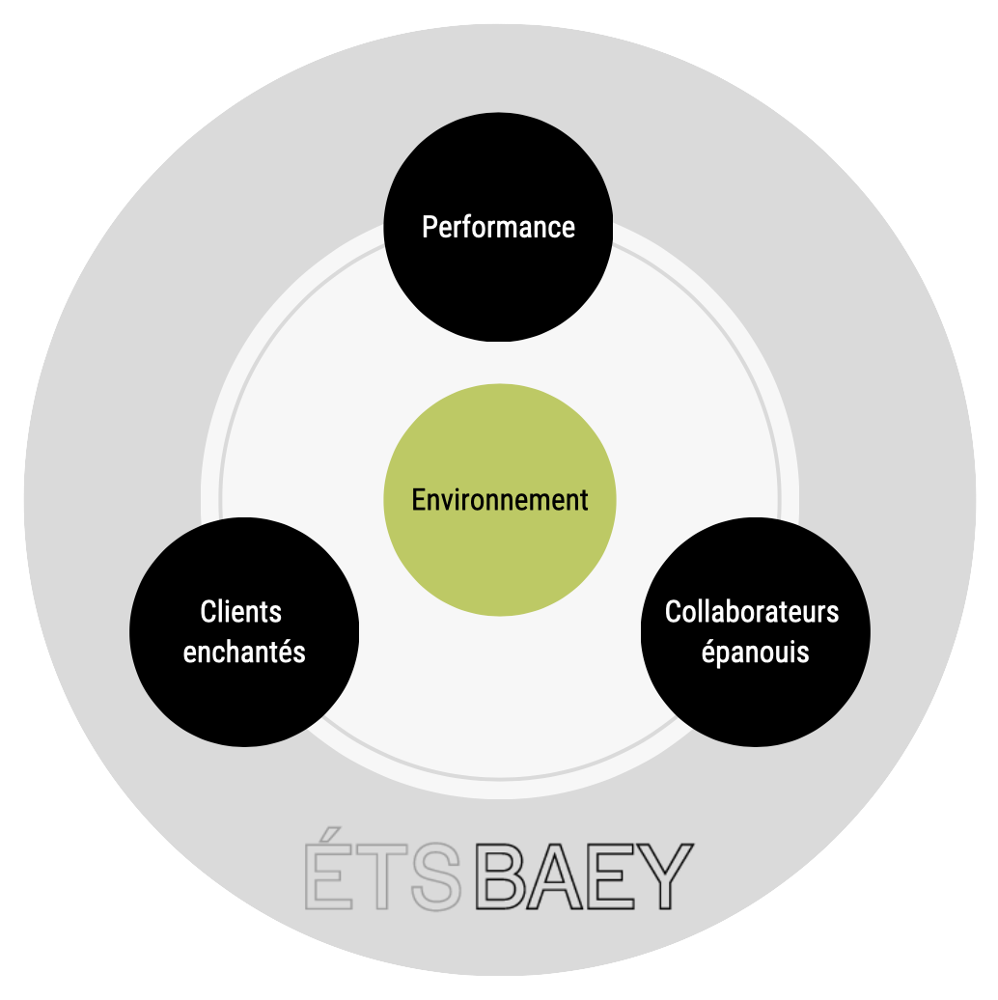 Performance
Environnement
Clients
enchantés
Collaborateurs
épanouis
ÉTSBAEY